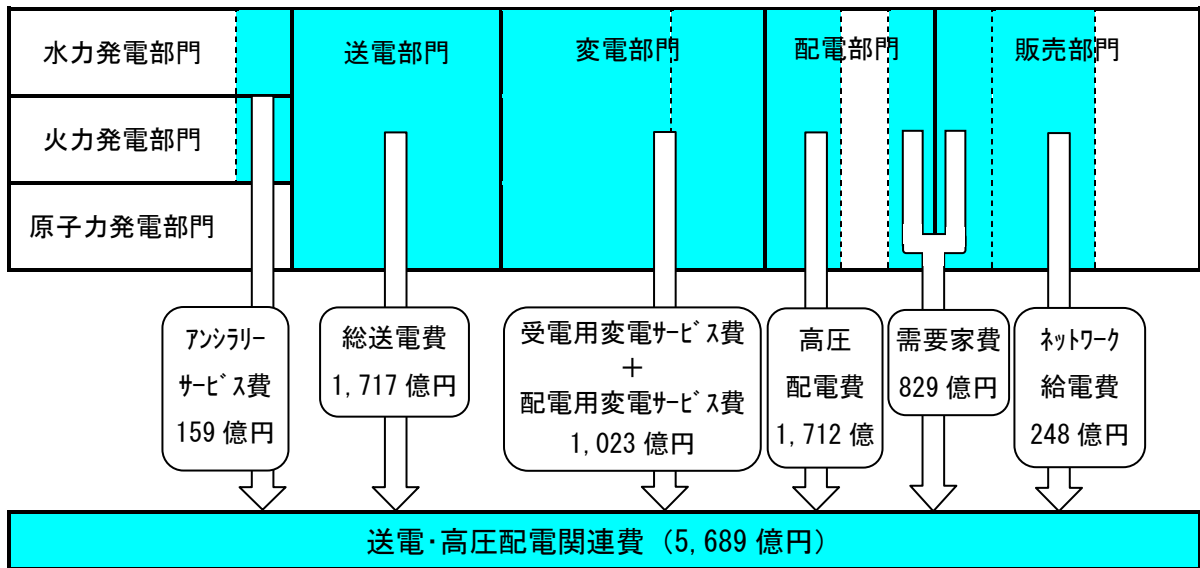 水力発電部門
火力発電部門
原子力発電部門
送電部門
変電部門
配電部門
販売部門
ｱﾝｼﾗﾘｰ
ｻｰﾋﾞｽ費
159 億円
総送電費
1,717 億円
受電用変電ｻｰﾋﾞｽ費
＋
配電用変電ｻｰﾋﾞｽ費
1,023 億円
高圧
配電費
1,712 億
需要家費
829 億円
ﾈｯﾄﾜｰｸ
給電費
248 億円
送電･高圧配電関連費（5,689 億円）